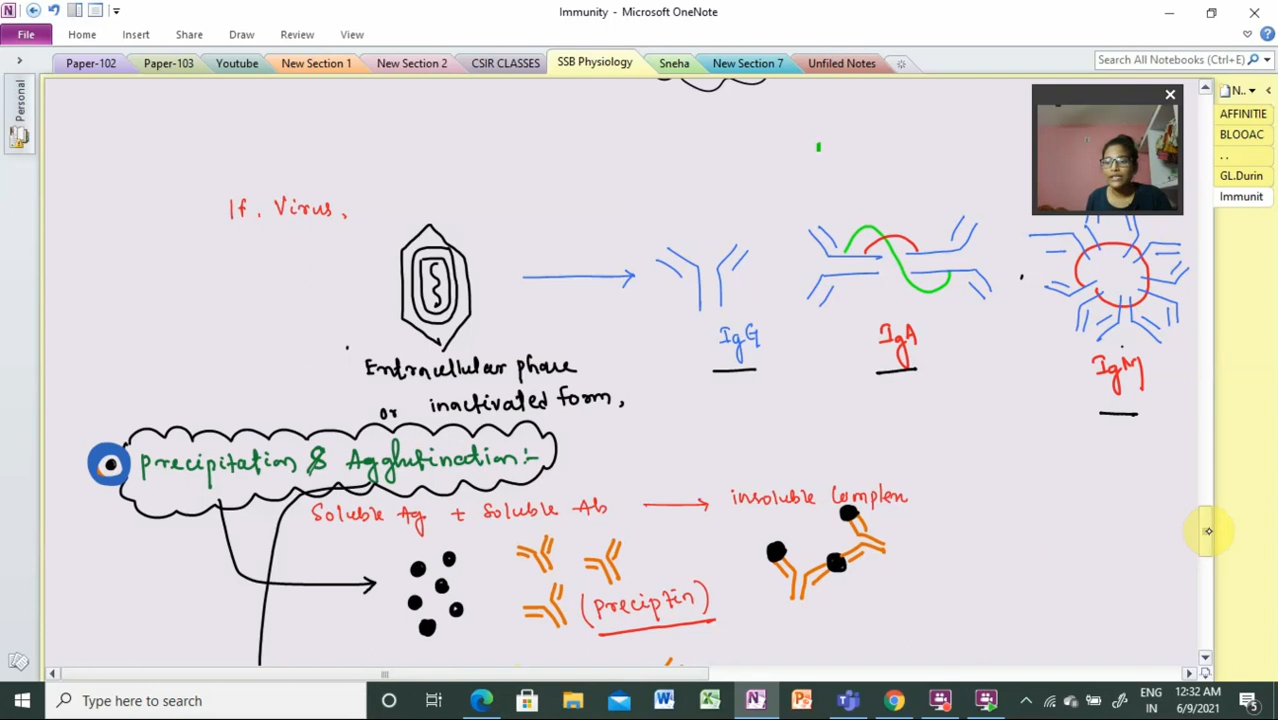 Immunity - Microsoft OneNote
File Home Insert Share Draw Review View
Paper-102 Paper-103 Youtube New Section 1 New Section 2 CSIR CLASSES SSB Physiology Sneha New Section 7 Unfiled Notes
Search All Notebooks (Ctrl+E)
Personal
N..
AFFINITIE
BLOOAC
..
GL.Durin
Immunit
If, Virus,
IgG
IgA
IgM
Extracellular phase
or inactivated form,
Precipitation & Agglutination:-
Soluble Ag + Soluble Ab → insoluble Complex
(Preciptin)
Type here to search
ENG
IN
12:32 AM
6/9/2021
5